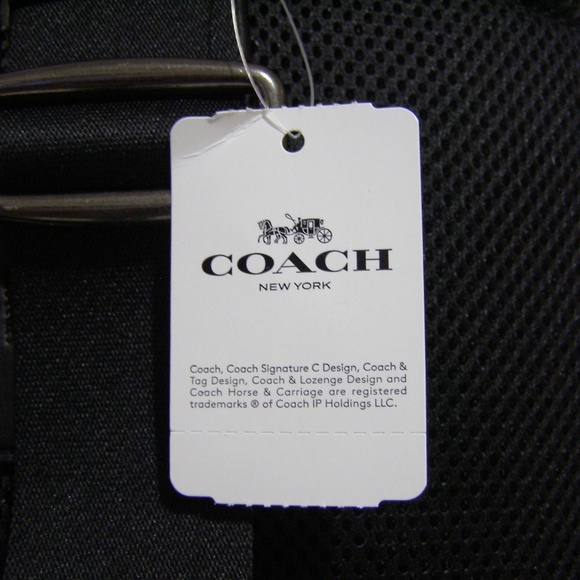 COACH
NEW YORK
Coach, Coach Signature C Design, Coach &
Tag Design, Coach & Lozenge Design and
Coach Horse & Carriage are registered
trademarks ® of Coach IP Holdings LLC.